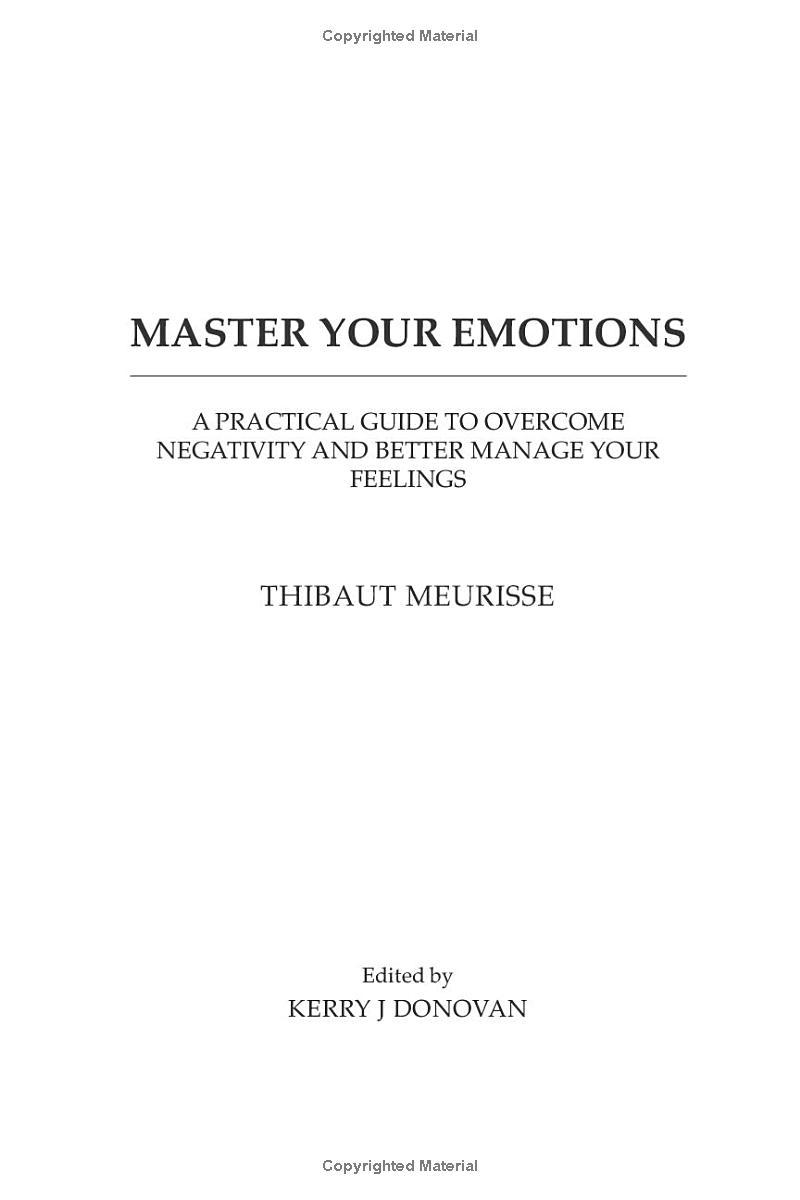 Copyrighted Material
MASTER YOUR EMOTIONS
A PRACTICAL GUIDE TO OVERCOME
NEGATIVITY AND BETTER MANAGE YOUR
FEELINGS
THIBAUT MEURISSE
Edited by
KERRY J DONOVAN
Copyrighted Material